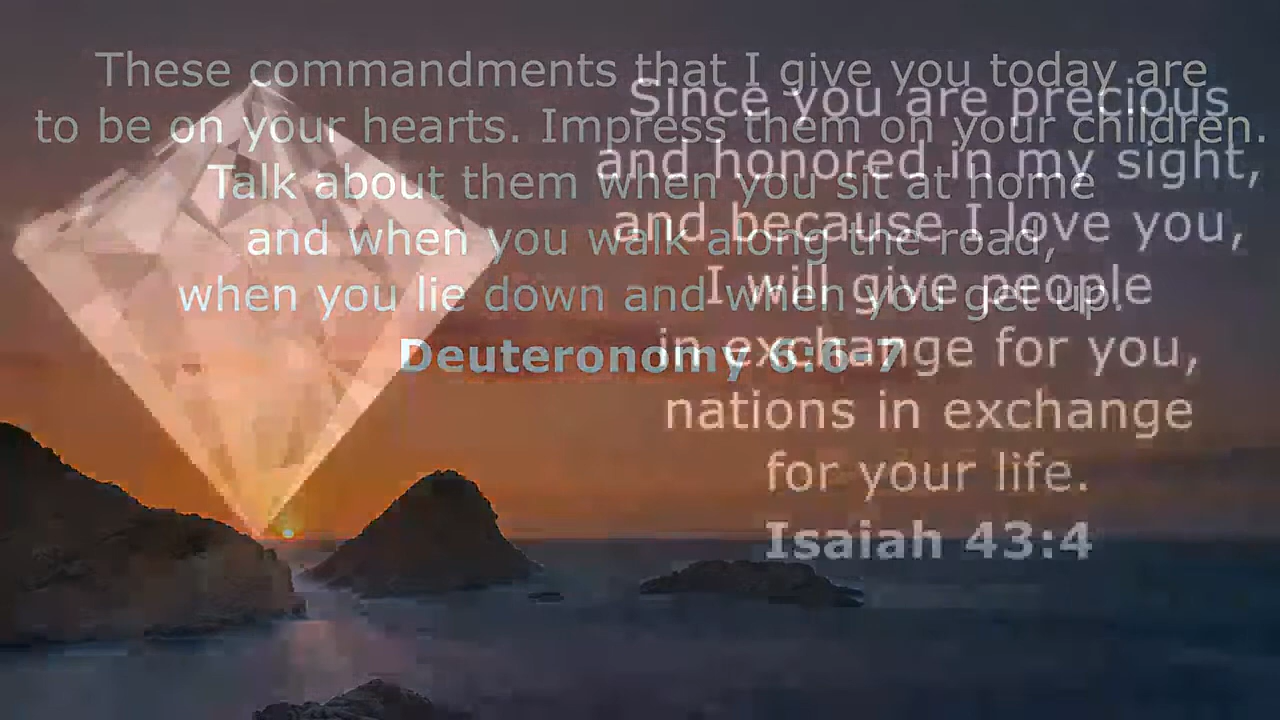 These commandments that I give you today are
to be on your hearts. Impress them on your children.
Talk about them when you sit at home
and when you walk along the road,
when you lie down and when you get up.
Deuteronomy 6:6-7
Since you are precious
and honored in my sight,
and because I love you,
I will give people
in exchange for you,
nations in exchange
for your life.
Isaiah 43:4